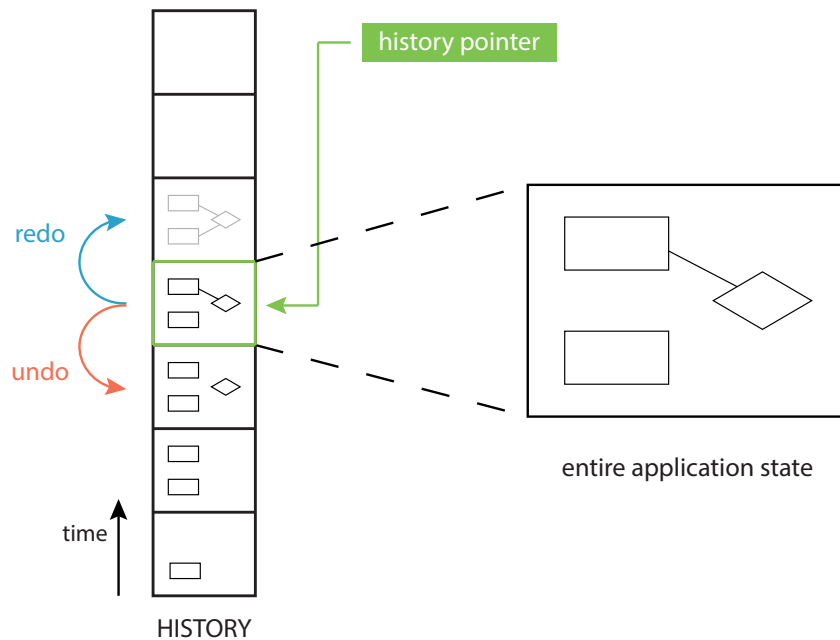 history pointer
redo
undo
entire application state
time
HISTORY